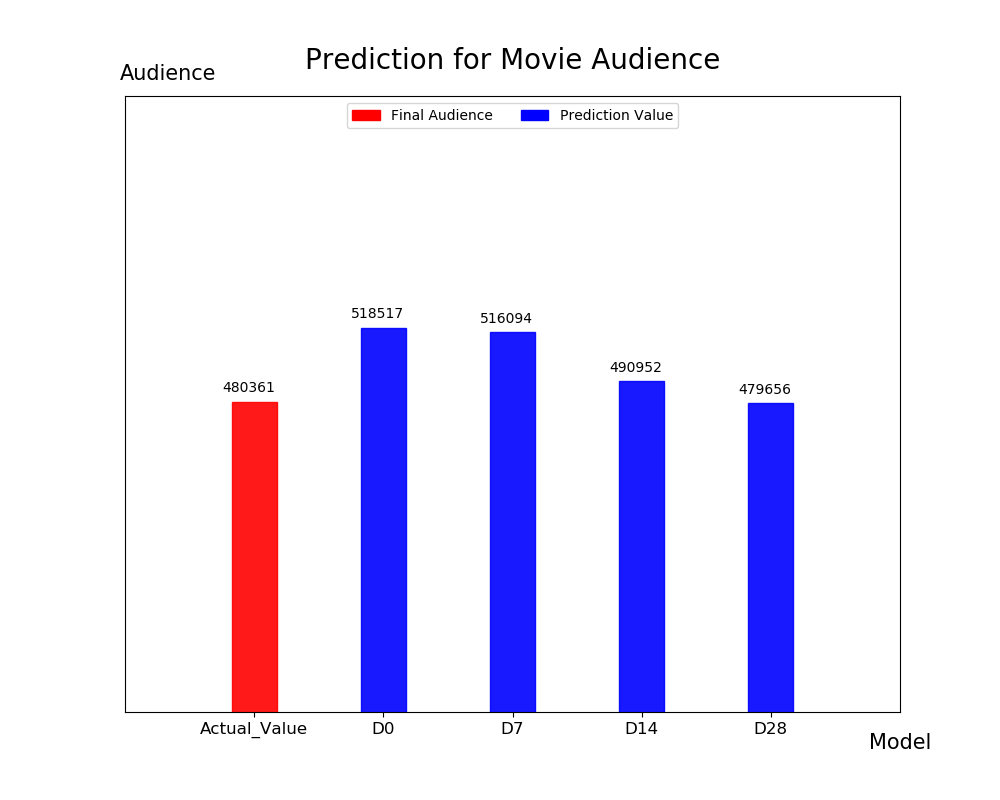 Prediction for Movie Audience
Audience
Final Audience
Prediction Value
518517
516094
490952
480361
479656
Actual_Value
D0
D7
D14
D28
Model